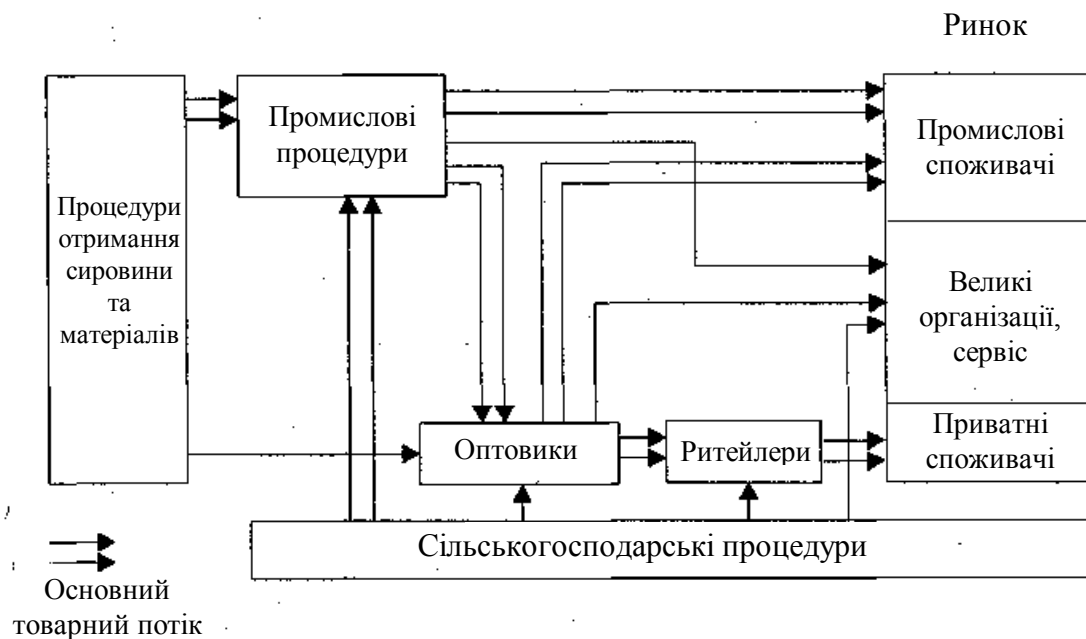 Ринок
Промислові
процедури
Промислові
споживачі
Процедури
отримання
сировини
та
матеріалів
Великі
організації,
сервіс
Оптовики
Ритейлери
Приватні
споживачі
Сільськогосподарські процедури
Основний
товарний потік